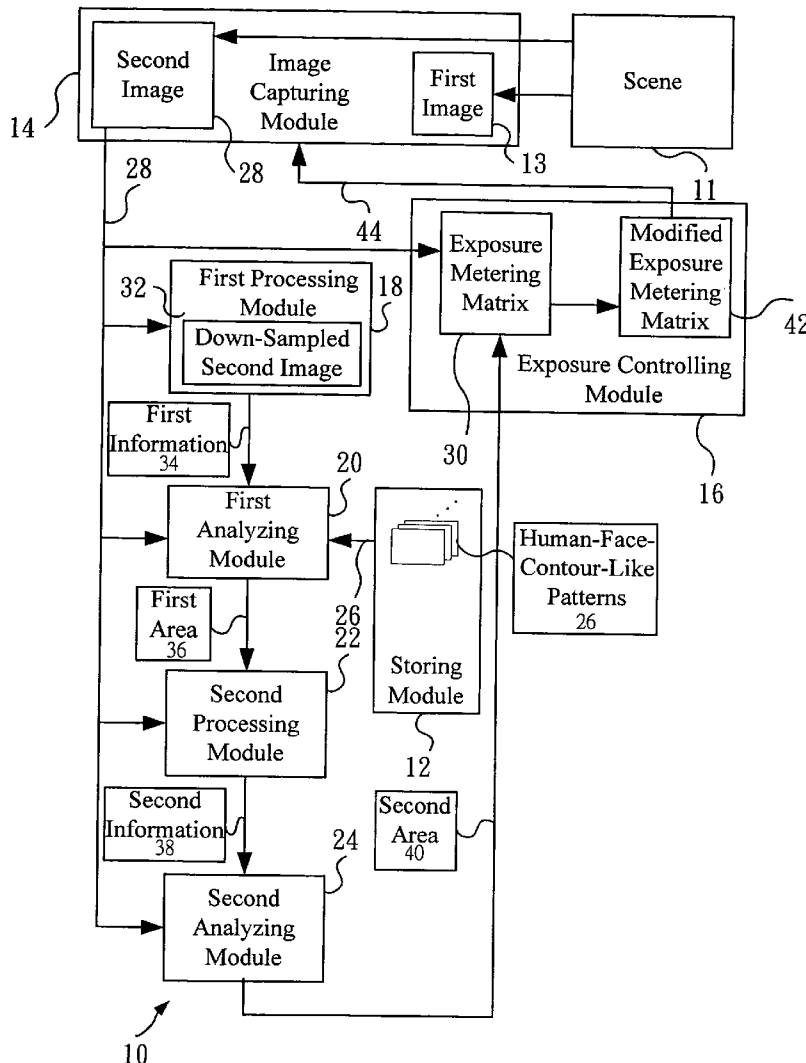 Second
Image
Image
Capturing
Module
First
Image
Scene
14
28
28
13
11
44
Exposure
Metering
Matrix
Modified
Exposure
Metering
Matrix
42
First Processing
32
Module
18
Down-Sampled
Second Image
Exposure Controlling
Module
30
16
First
Information
34
20
First
Analyzing
Module
26
Human-Face-
Contour-Like
Patterns
26
First
Area
36
22
Storing
Module
Second
Processing
Module
12
Second
Information
38
Second
Area
40
24
Second
Analyzing
Module
10